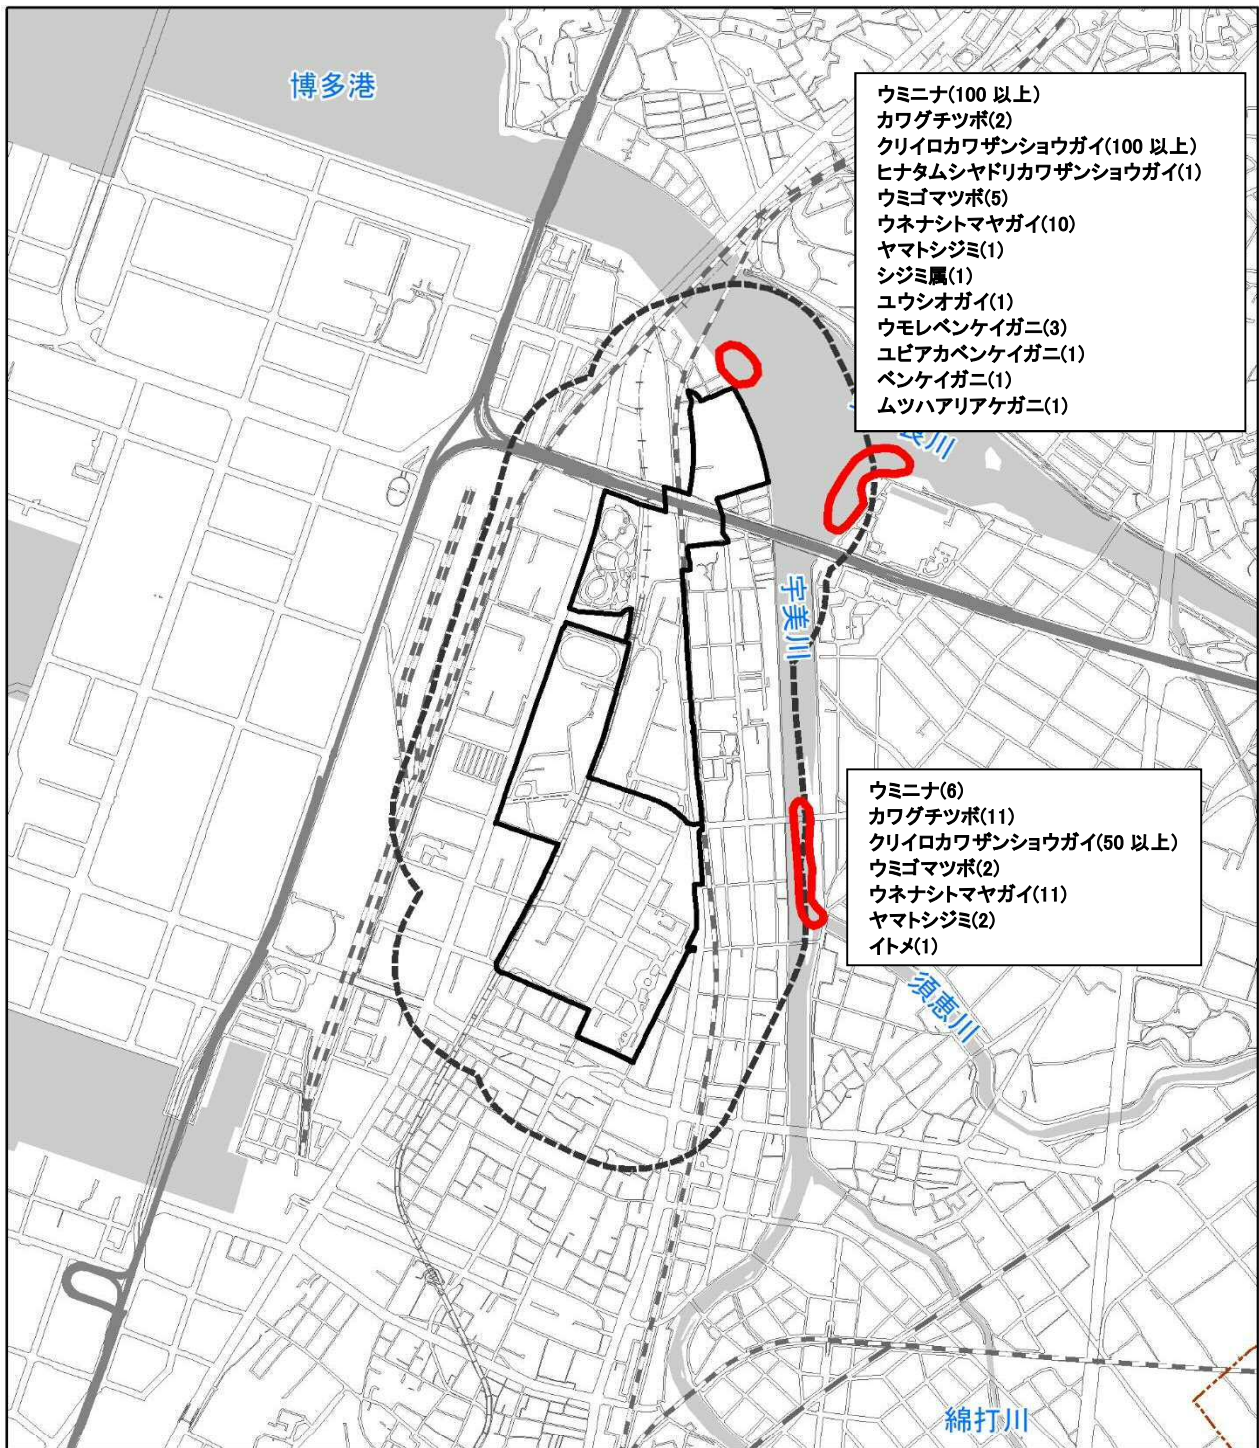 博多港
ウミニナ(100 以上)
カワグチツボ(2)
クリイロカワザンショウガイ(100 以上)
ヒナタムシヤドリカワザンショウガイ(1)
ウミゴマツボ(5)
ウネナシトマヤガイ(10)
ヤマトシジミ(1)
シジミ属(1)
ユウシオガイ(1)
ウモレベンケイガニ(3)
ユビアカベンケイガニ(1)
ベンケイガニ(1)
ムツハアリアケガニ(1)
良川
宇美川
ウミニナ(6)
カワグチツボ(11)
クリイロカワザンショウガイ(50 以上)
ウミゴマツボ(2)
ウネナシトマヤガイ(11)
ヤマトシジミ(2)
イトメ(1)
須恵川
綿打川